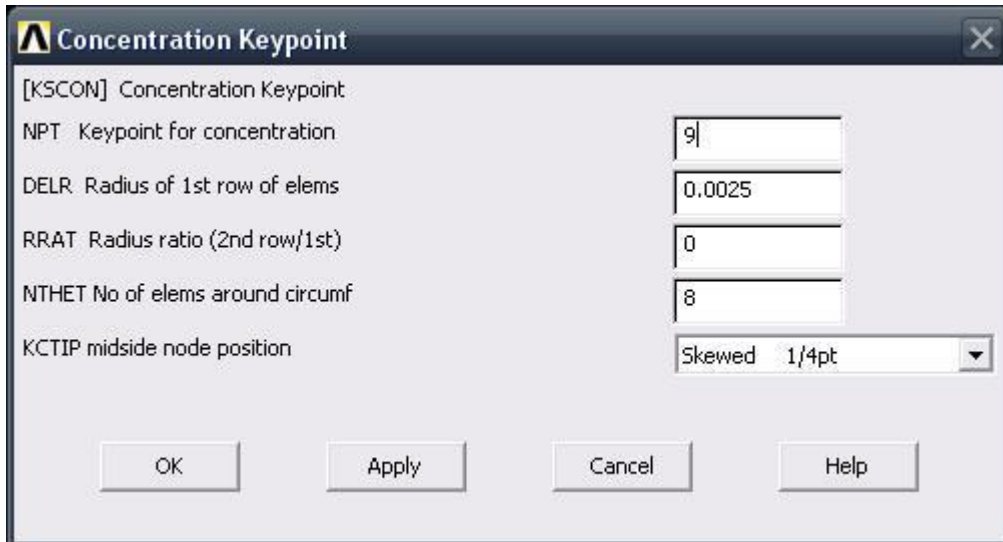 Concentration Keypoint
[KSCON] Concentration Keypoint
NPT Keypoint for concentration 9
DELR Radius of 1st row of elems 0.0025
RRAT Radius ratio (2nd row/1st) 0
NTHET No of elems around circumf 8
KCTIP midside node position Skewed 1/4pt
OK Apply Cancel Help